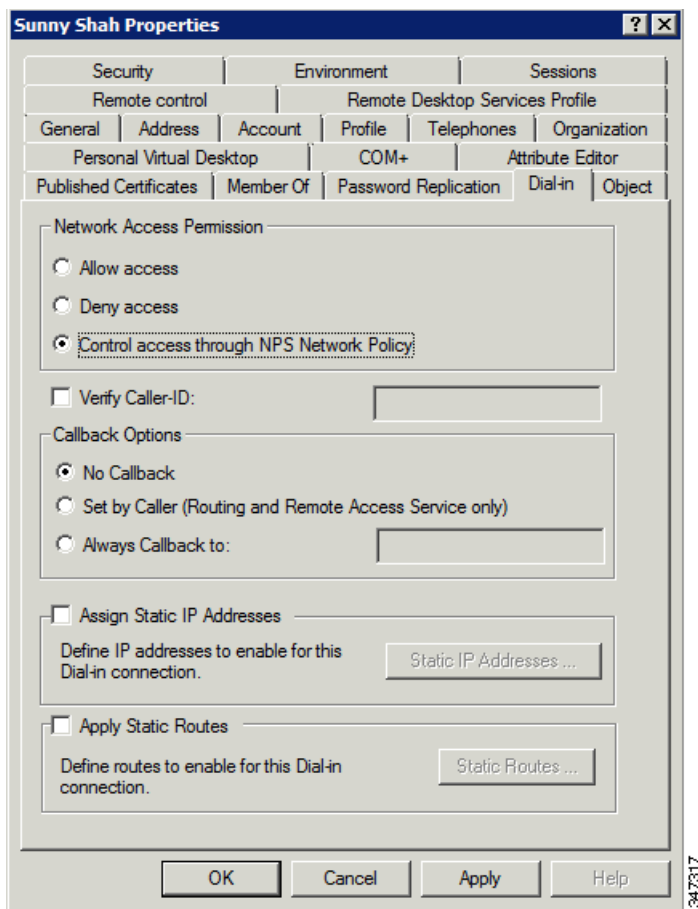 Sunny Shah Properties
Security Environment Sessions
Remote control Remote Desktop Services Profile
General Address Account Profile Telephones Organization
Personal Virtual Desktop COM+ Attribute Editor
Published Certificates Member Of Password Replication Dial-in Object
Network Access Permission
Allow access
Deny access
Control access through NPS Network Policy
Verify Caller-ID:
Callback Options
No Callback
Set by Caller (Routing and Remote Access Service only)
Always Callback to:
Assign Static IP Addresses
Define IP addresses to enable for this
Dial-in connection.
Static IP Addresses ...
Apply Static Routes
Define routes to enable for this Dial-in
connection.
Static Routes ...
OK Cancel Apply Help
347317